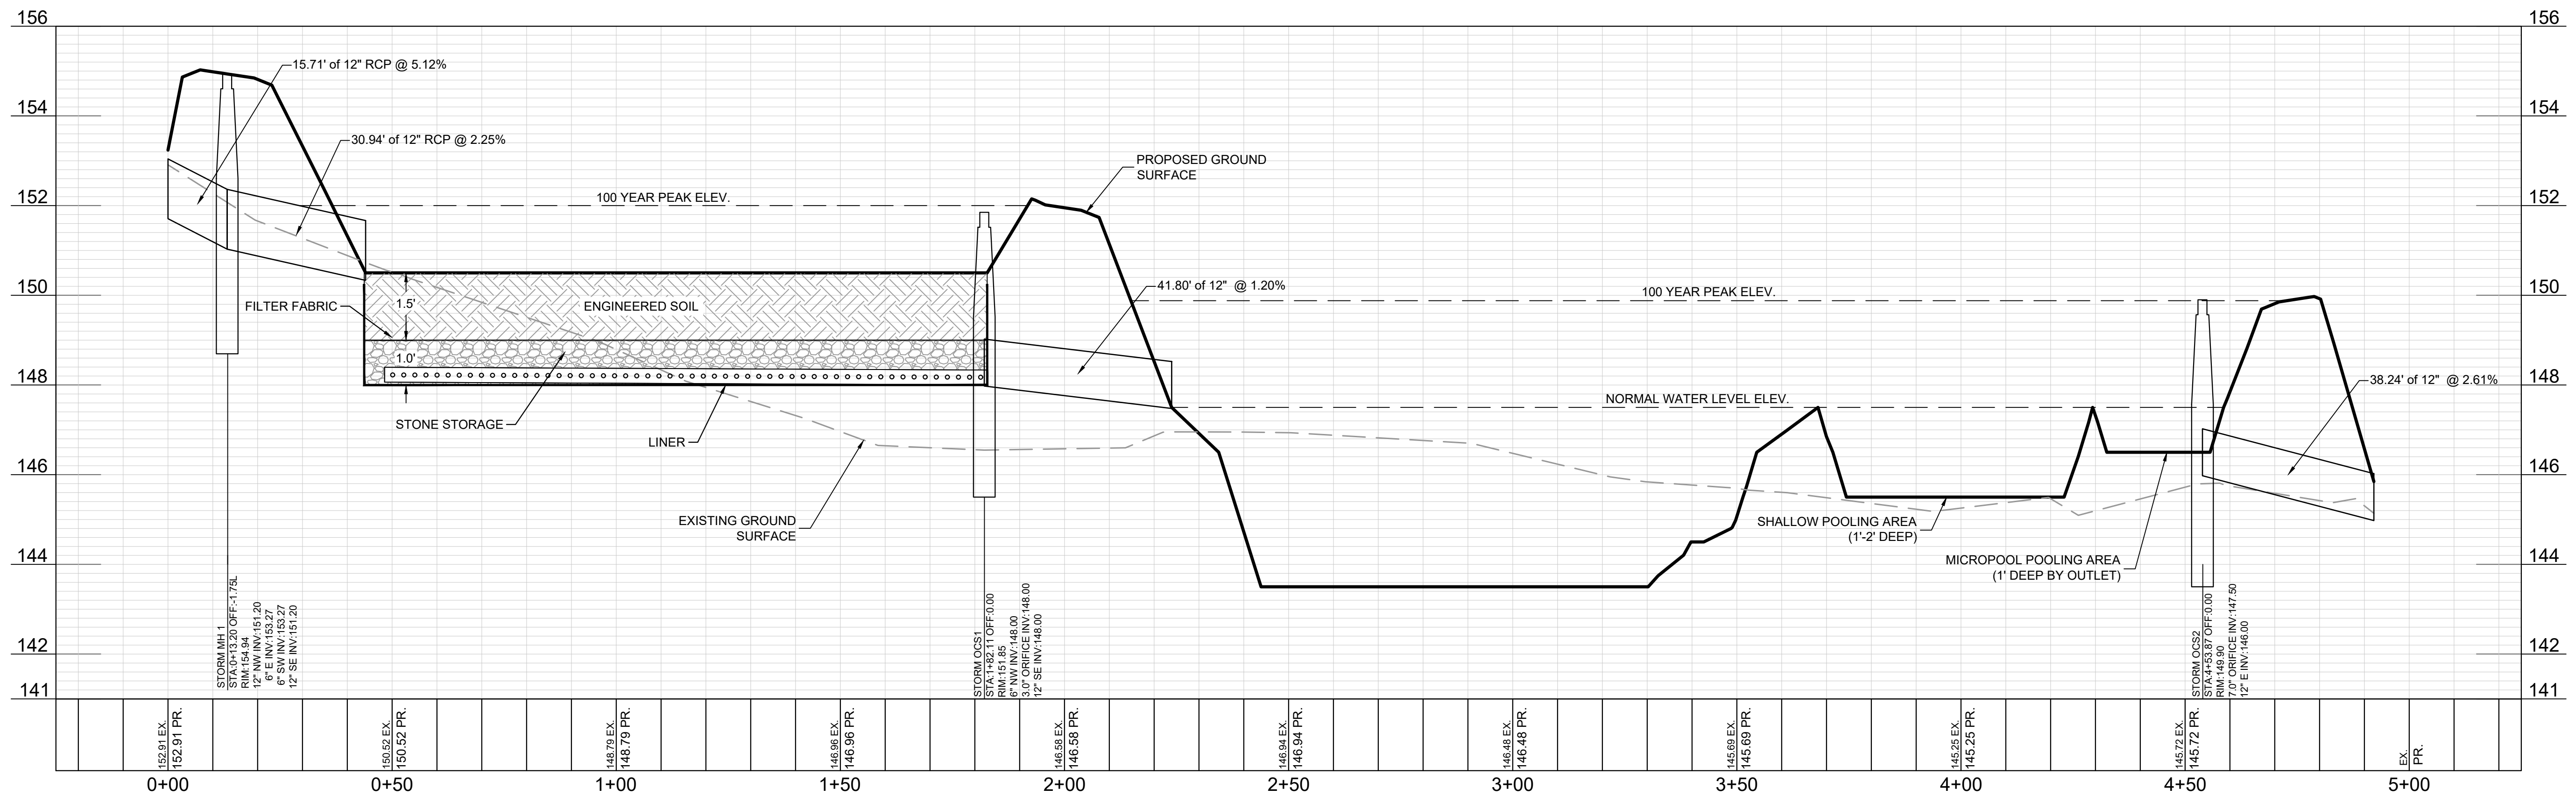 156
156
15.71' of 12" RCP @ 5.12%
154
154
30.94' of 12" RCP @ 2.25%
PROPOSED GROUND
SURFACE
100 YEAR PEAK ELEV.
152
152
41.80' of 12" @ 1.20%
100 YEAR PEAK ELEV.
150
150
FILTER FABRIC
1.5'
ENGINEERED SOIL
1.0'
148
148
38.24' of 12" @ 2.61%
NORMAL WATER LEVEL ELEV.
STONE STORAGE
LINER
146
146
EXISTING GROUND
SURFACE
SHALLOW POOLING AREA
(1'-2' DEEP)
MICROPOOL POOLING AREA
(1' DEEP BY OUTLET)
144
144
STORM MH 1
STA:0+13.20 OFF:-1.75L
RIM:154.94
12" NW INV:151.20
6" E INV:153.27
6" SW INV:153.27
12" SE INV:151.20
STORM OCS1
STA:1+82.11 OFF:0.00
RIM:151.85
6" NW INV:148.00
3.0" ORIFICE INV:148.00
12" SE INV:148.00
STORM OCS2
STA:4+53.87 OFF:0.00
RIM:149.90
7.0" ORIFICE INV:147.50
12" E INV:146.00
142
142
141
141
152.91 EX.
152.91 PR.
150.52 EX.
150.52 PR.
148.79 EX.
148.79 PR.
146.96 EX.
146.96 PR.
146.58 EX.
146.58 PR.
146.94 EX.
146.94 PR.
146.48 EX.
146.48 PR.
145.69 EX.
145.69 PR.
145.25 EX.
145.25 PR.
145.72 EX.
145.72 PR.
EX.
PR.
0+00
0+50
1+00
1+50
2+00
2+50
3+00
3+50
4+00
4+50
5+00